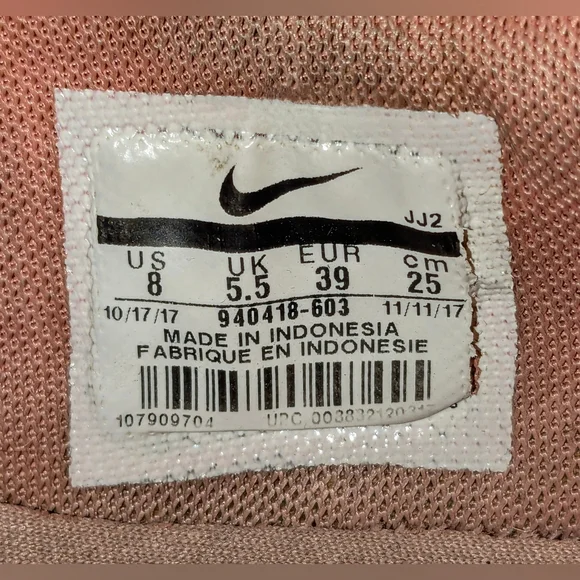 JJ2
US UK EUR cm
8 5.5 39 25
10/17/17 940418-603 11/11/17
MADE IN INDONESIA
FABRIQUE EN INDONESIE
107909704 UPC